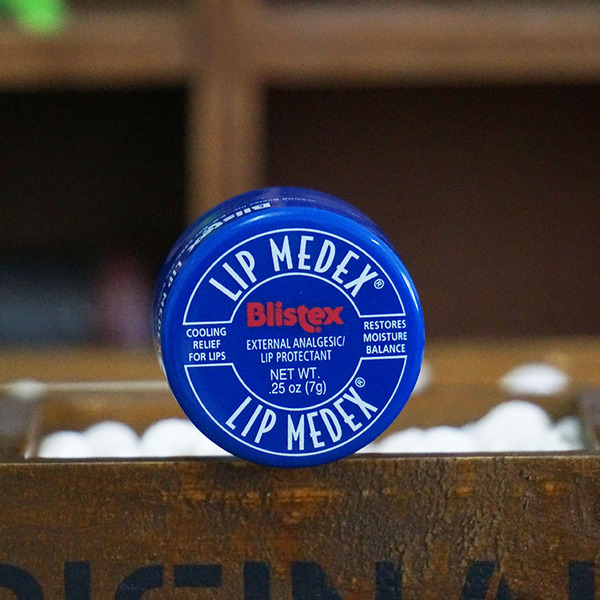 LIP MEDEX®
Blistex
COOLING
RELIEF
FOR LIPS
EXTERNAL ANALGESIC/
LIP PROTECTANT
RESTORES
MOISTURE
BALANCE
NET WT.
.25 oz (7g)
LIP MEDEX®
Blistex